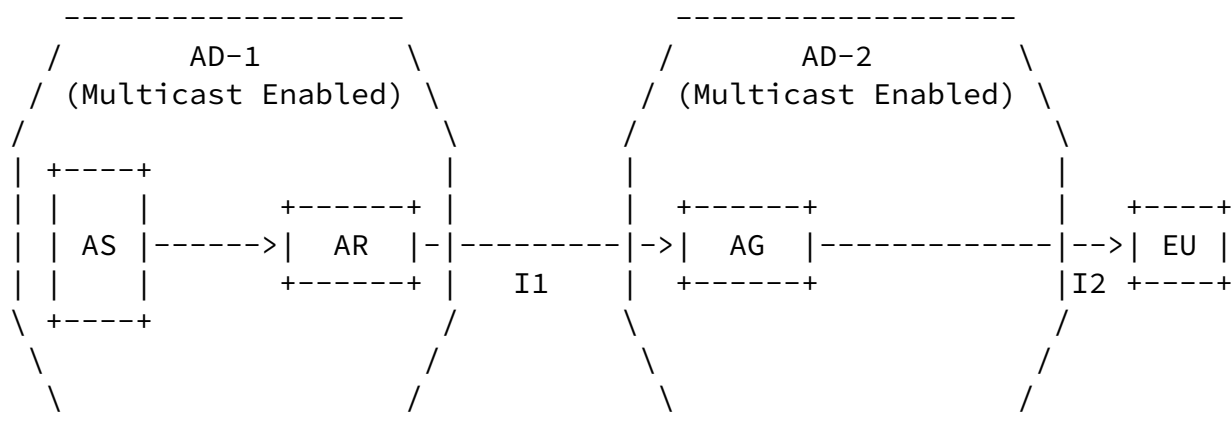 AD-1 AD-2
(Multicast Enabled) (Multicast Enabled)
AS AR AG EU
I1 I2